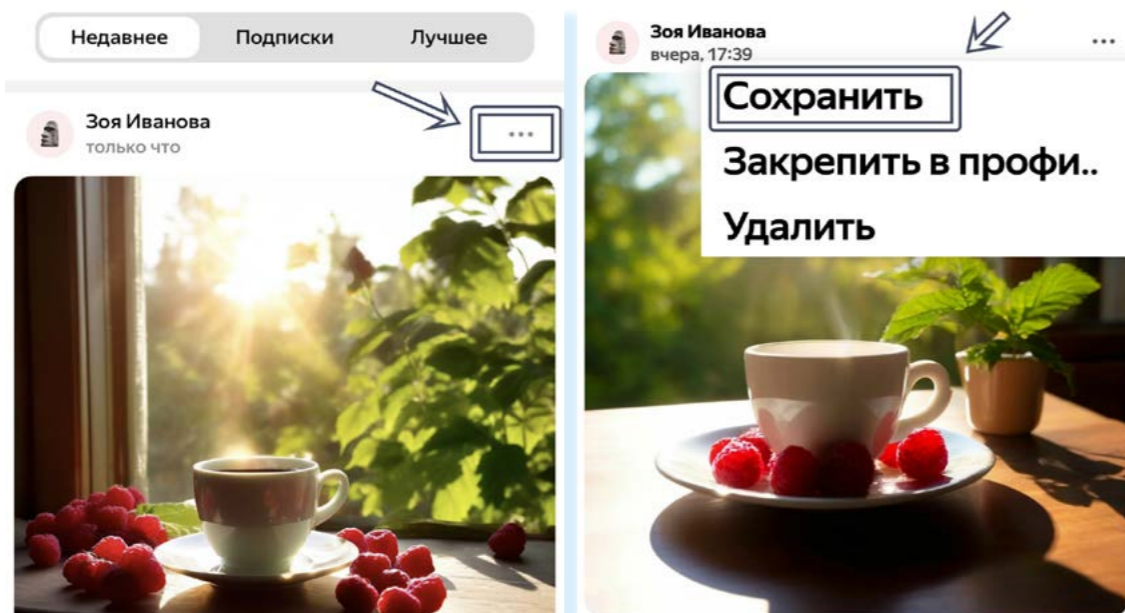 Недавнее Подписки Лучшее
Зоя Иванова
только что
...
Зоя Иванова
вчера, 17:39
...
Сохранить
Закрепить в профи..
Удалить